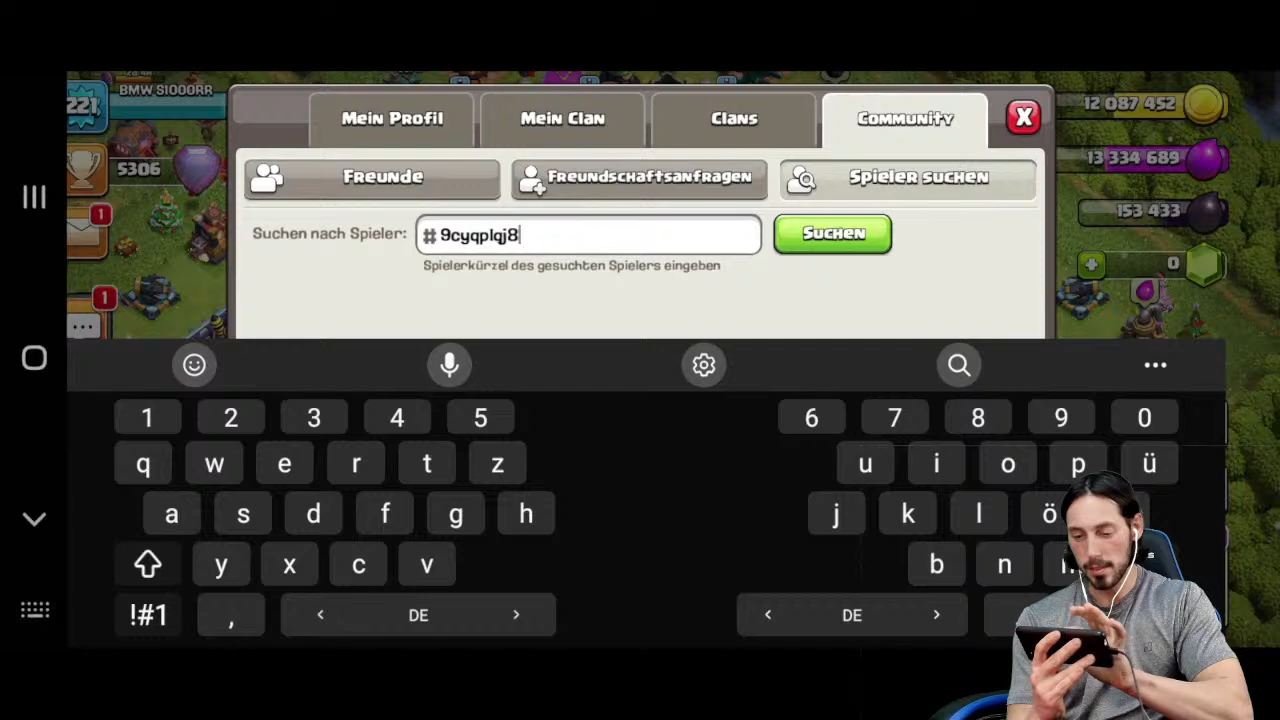 221
BMW S1000RR
5306
1
1
Mein Profil
Mein Clan
Clans
Community
X
Freunde
Freundschaftsanfragen
Spieler suchen
Suchen nach Spieler:
# 9cyqplqj8
Suchen
Spielerkürzel des gesuchten Spielers eingeben
12 087 452
13 334 689
153 433
0
1 2 3 4 5 6 7 8 9 0
q w e r t z u i o p ü
a s d f g h j k l ö
y x c v b n
!#1 , < DE > < DE >